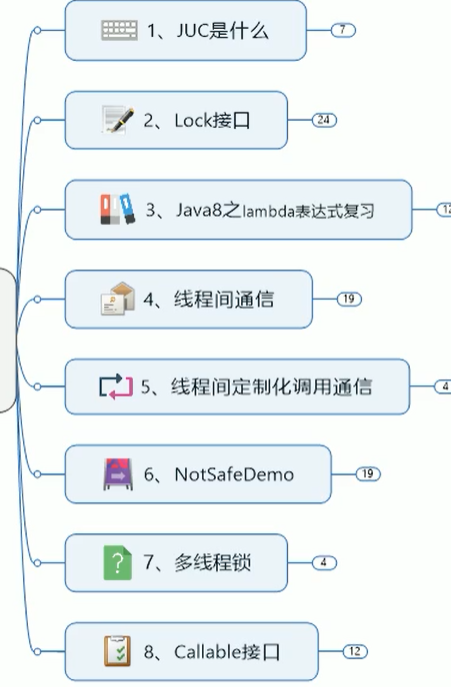 1、JUC是什么
7
2、Lock接口
24
3、Java8之lambda表达式复习
4、线程间通信
19
5、线程间定制化调用通信
4
6、NotSafeDemo
19
7、多线程锁
4
8、Callable接口
12